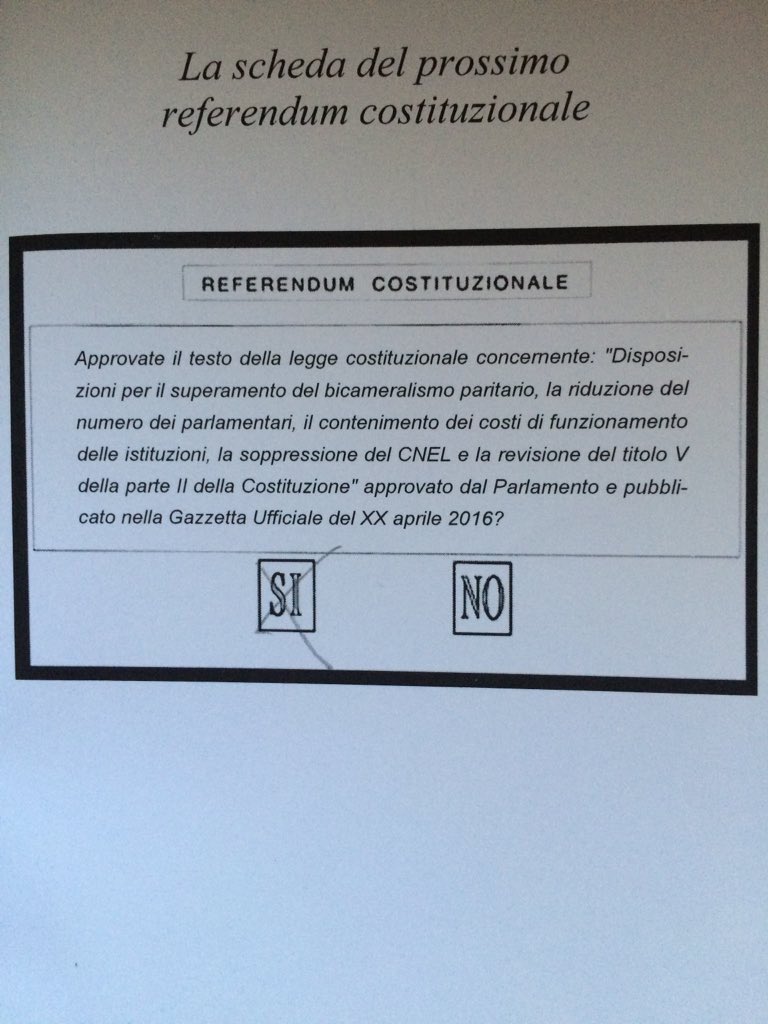 La scheda del prossimo
referendum costituzionale
REFERENDUM COSTITUZIONALE
Approvate il testo della legge costituzionale concernente: "Disposi-
zioni per il superamento del bicameralismo paritario, la riduzione del
numero dei parlamentari, il contenimento dei costi di funzionamento
delle istituzioni, la soppressione del CNEL e la revisione del titolo V
della parte II della Costituzione" approvato dal Parlamento e pubbli-
cato nella Gazzetta Ufficiale del XX aprile 2016?
SI NO